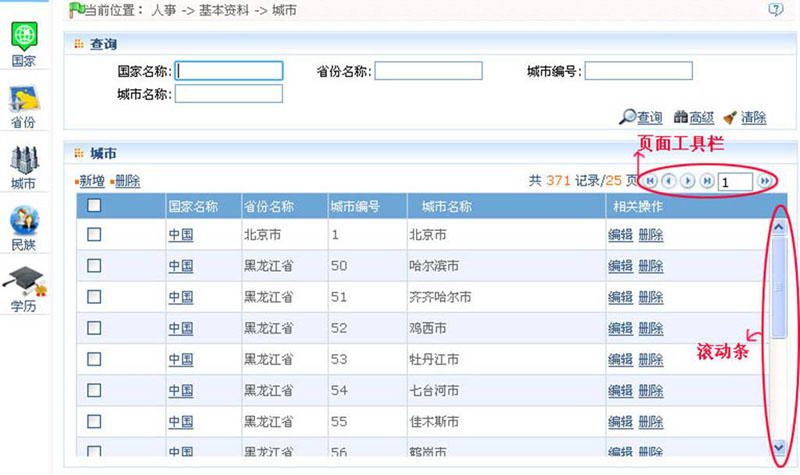 当前位置： 人事 -> 基本资料 -> 城市
国家
省份
城市
民族
学历
查询
国家名称: 省份名称: 城市编号:
城市名称:
查询 高级 清除
页面工具栏
城市
新增 删除 共 371 记录/25 页 1
国家名称 省份名称 城市编号 城市名称 相关操作
中国 北京市 1 北京市 编辑 删除
中国 黑龙江省 50 哈尔滨市 编辑 删除
中国 黑龙江省 51 齐齐哈尔市 编辑 删除
中国 黑龙江省 52 鸡西市 编辑 删除
滚动条
中国 黑龙江省 53 牡丹江市 编辑 删除
中国 黑龙江省 54 七台河市 编辑 删除
中国 黑龙江省 55 佳木斯市 编辑 删除
中国 黑龙江省 56 鹤岗市 编辑 删除